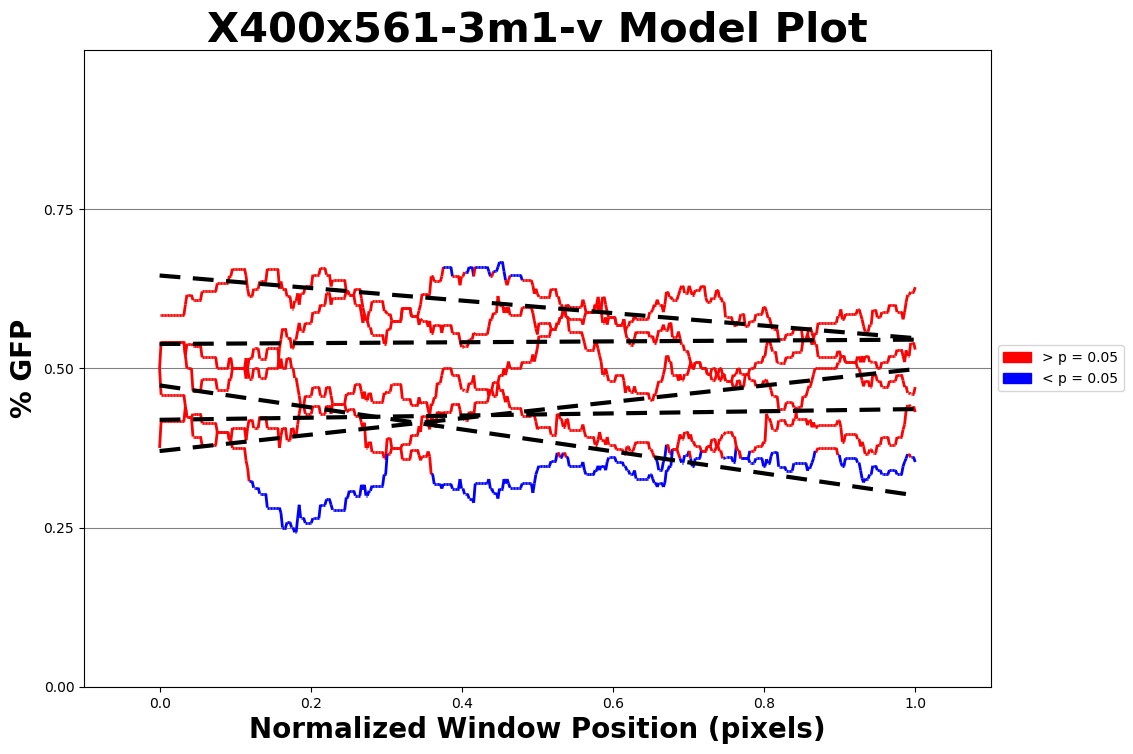 X400x561-3m1-v Model Plot
% GFP
0.75
0.50
0.25
0.00
0.0 0.2 0.4 0.6 0.8 1.0
Normalized Window Position (pixels)
> p = 0.05
< p = 0.05